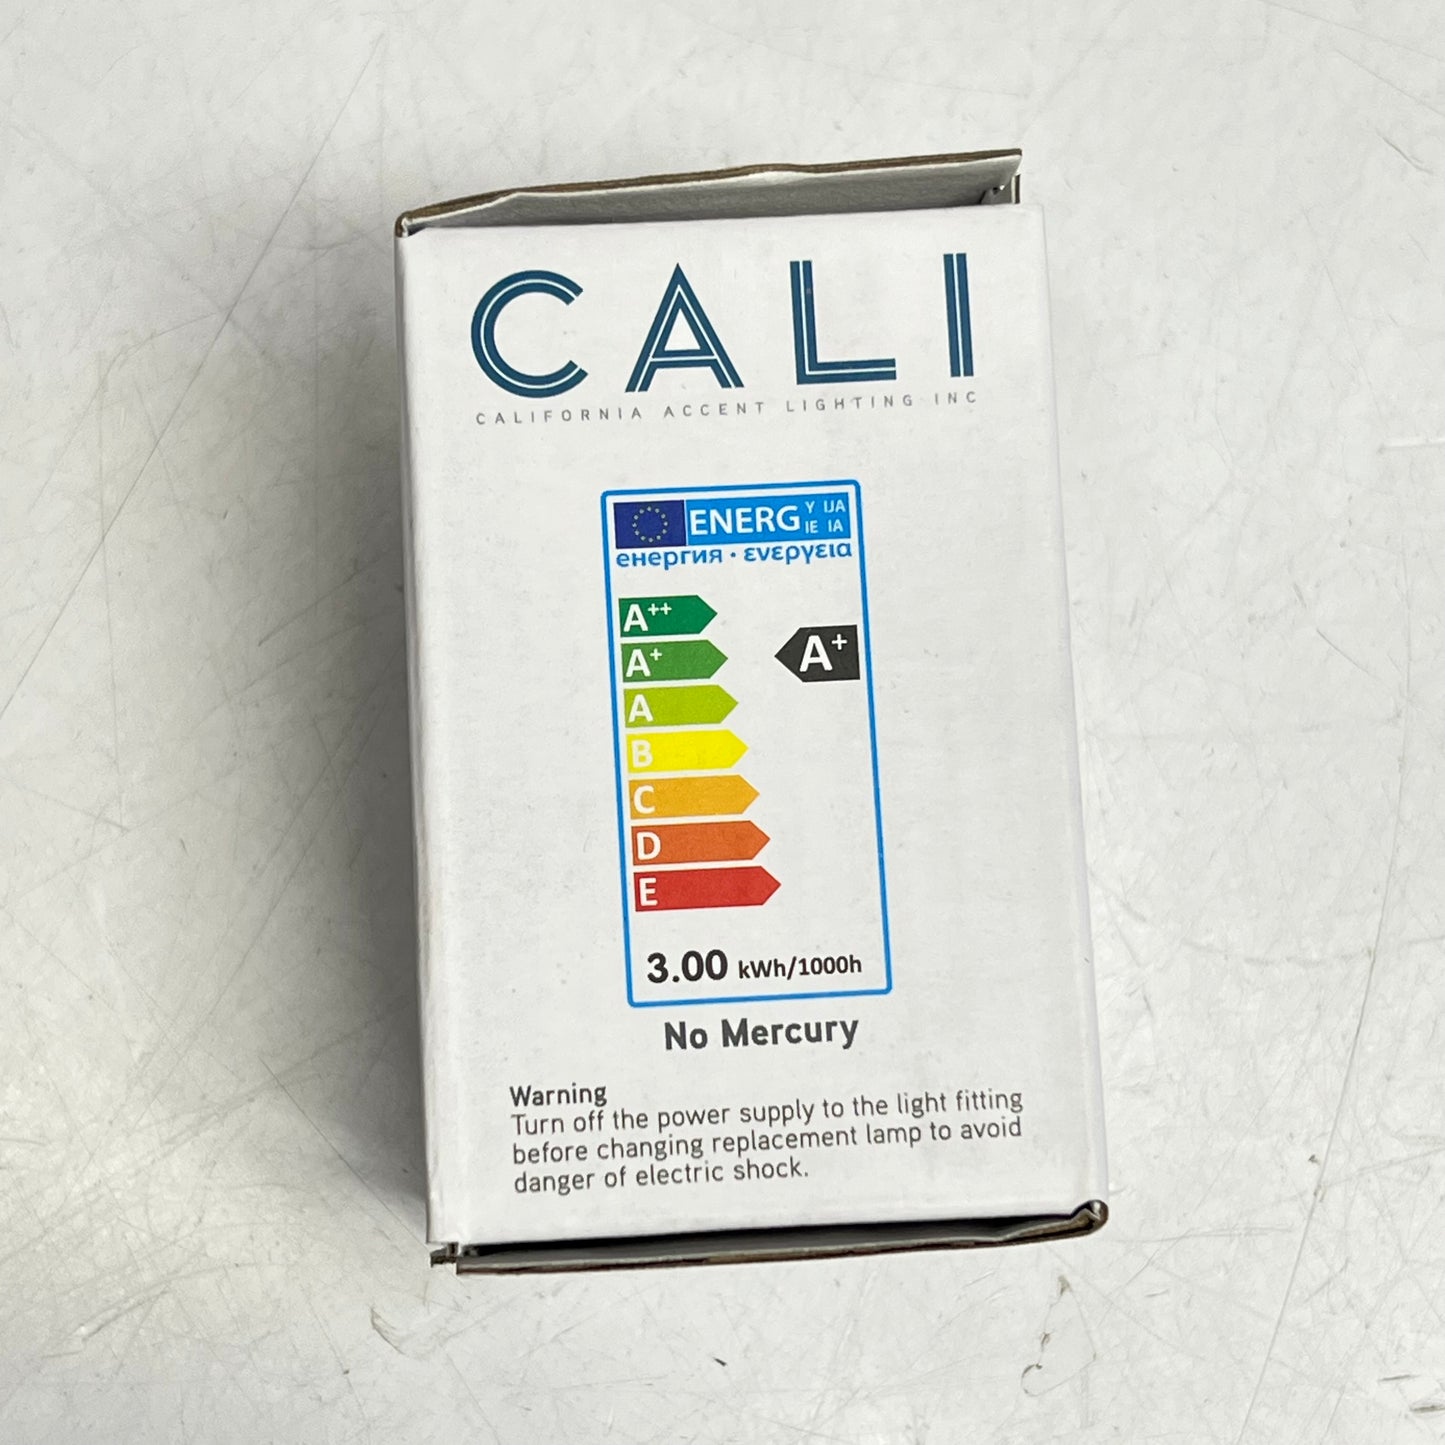 CALI
CALIFORNIA ACCENT LIGHTING INC
ENERG Y IJA
IE IA
енергия · ενεργεια
A++
A+ A+
A
B
C
D
E
3.00 kWh/1000h
No Mercury
Warning
Turn off the power supply to the light fitting
before changing replacement lamp to avoid
danger of electric shock.